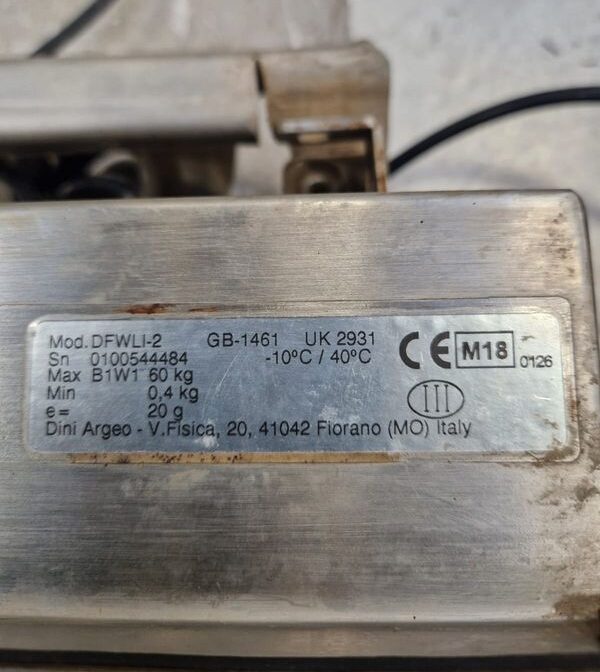 Mod. DFWLI-2 GB-1461 UK 2931
Sn 0100544484 -10ºC / 40ºC
CE M18 0126
Max B1W1 60 kg
Min 0,4 kg
III
e= 20 g
Dini Argeo - V.Fisica, 20, 41042 Fiorano (MO) Italy